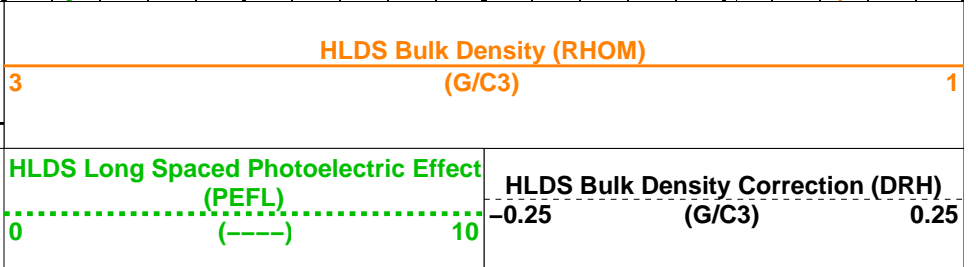 HLDS Bulk Density (RHOM)
3 (G/C3) 1
HLDS Long Spaced Photoelectric Effect
(PEFL)
0 (----) 10
HLDS Bulk Density Correction (DRH)
−0.25 (G/C3) 0.25